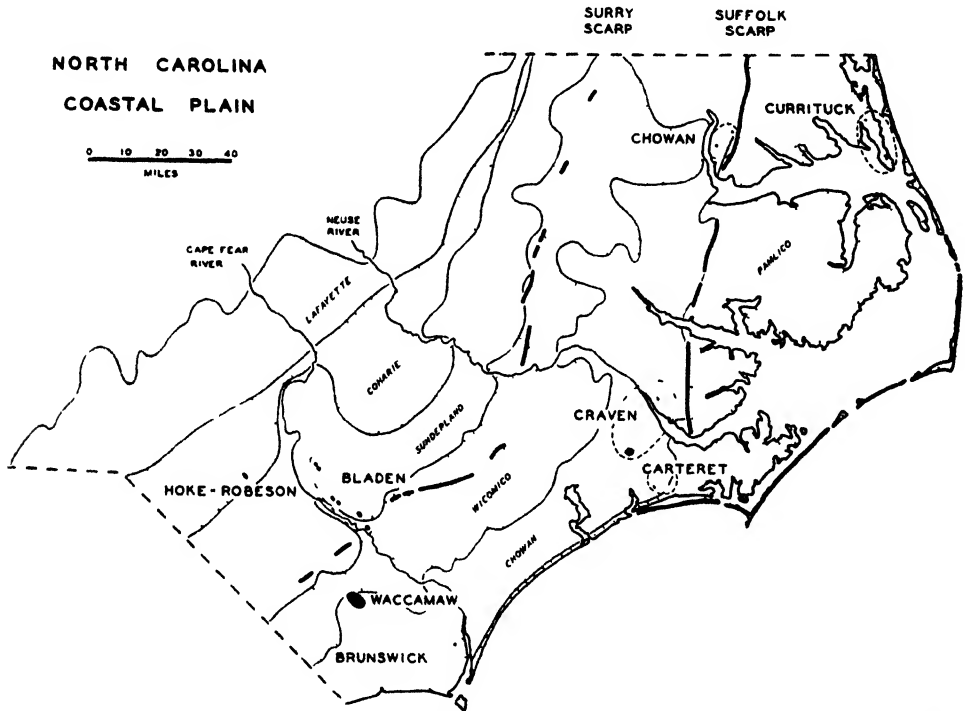 SURRY
SCARP
SUFFOLK
SCARP
NORTH CAROLINA
COASTAL PLAIN
0 10 20 30 40
MILES
CURRITUCK
CHOWAN
NEUSE
RIVER
CAPE FEAR
RIVER
LAFAYETTE
PAMLICO
COHARIE
SUNDERLAND
CRAVEN
CARTERET
HOKE-ROBESON
BLADEN
WICOMICO
CHOWAN
WACCAMAW
BRUNSWICK